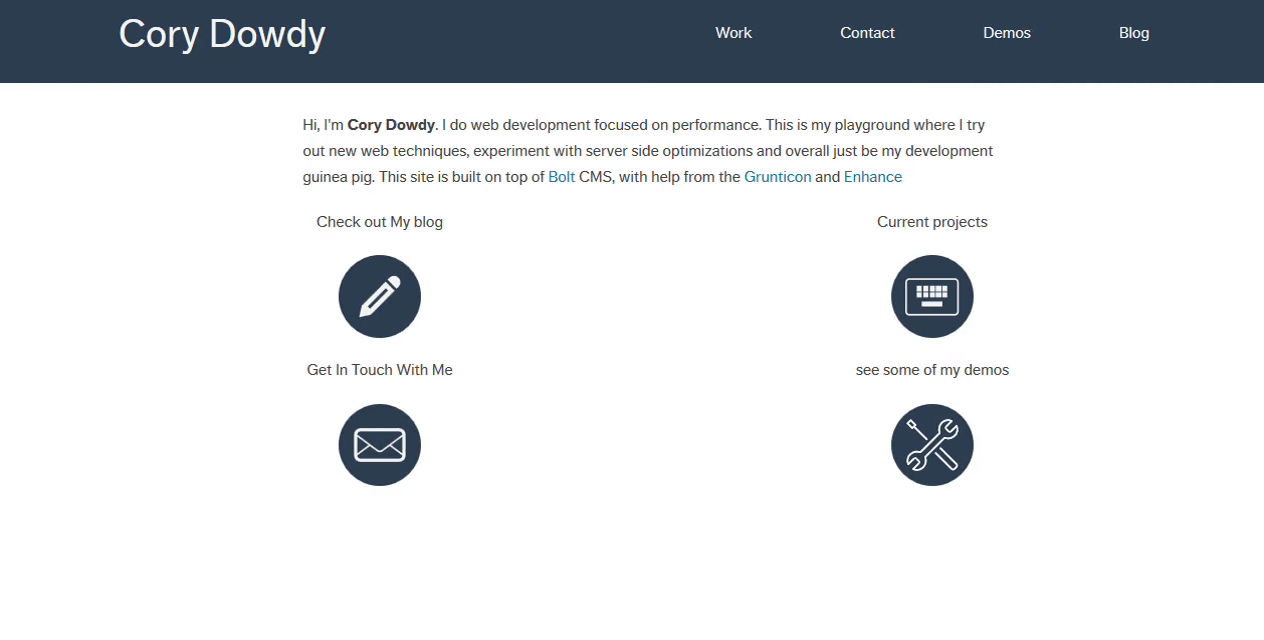 Cory Dowdy
Work
Contact
Demos
Blog
Hi, I'm Cory Dowdy. I do web development focused on performance. This is my playground where I try
out new web techniques, experiment with server side optimizations and overall just be my development
guinea pig. This site is built on top of Bolt CMS, with help from the Grunticon and Enhance
Check out My blog
Current projects
Get In Touch With Me
see some of my demos